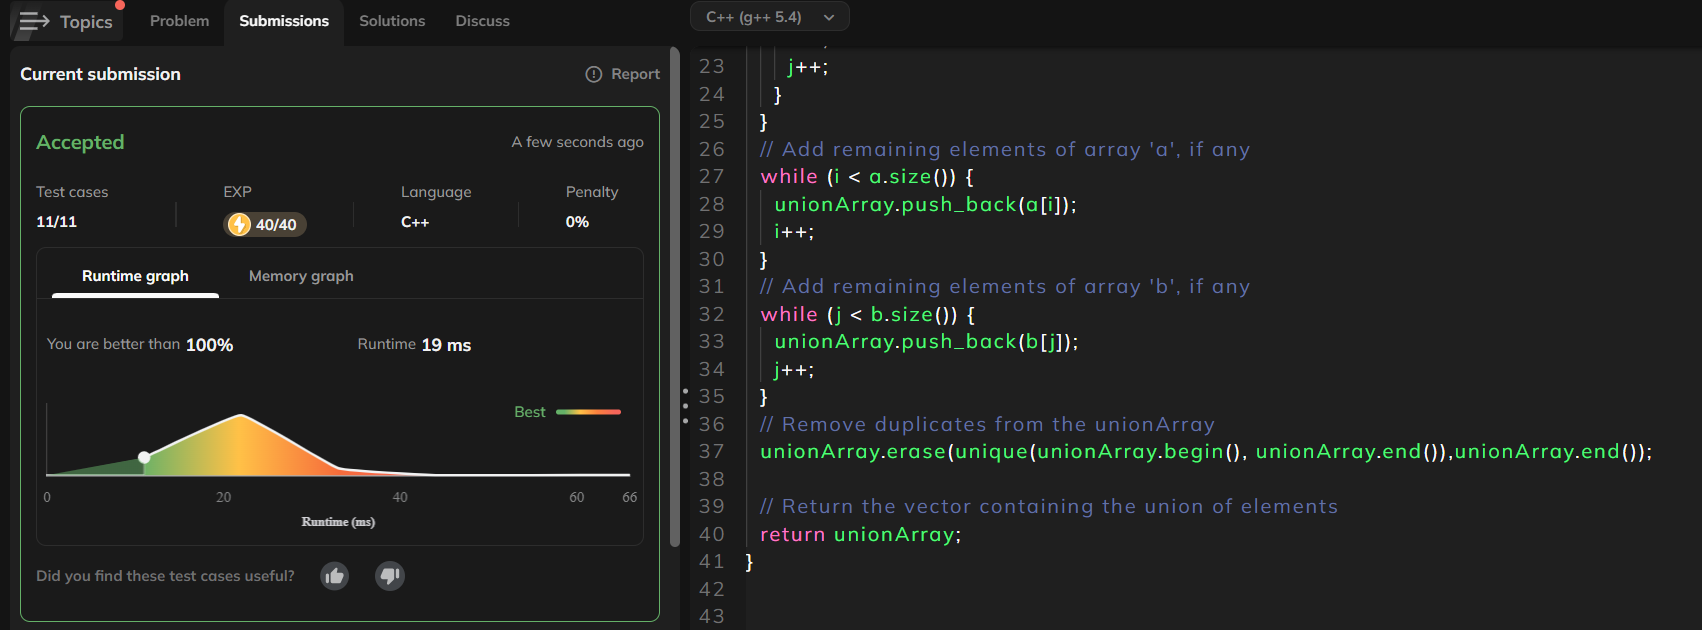 Topics
Problem
Submissions
Solutions
Discuss
C++ (g++ 5.4)
Current submission
Report
Accepted
A few seconds ago
Test cases
EXP
Language
Penalty
11/11
40/40
C++
0%
Runtime graph
Memory graph
You are better than 100%
Runtime 19 ms
Best
0
20
40
60
66
Runtime (ms)
Did you find these test cases useful?
23 j++;
24 }
25 }
26 // Add remaining elements of array 'a', if any
27 while (i < a.size()) {
28 unionArray.push_back(a[i]);
29 i++;
30 }
31 // Add remaining elements of array 'b', if any
32 while (j < b.size()) {
33 unionArray.push_back(b[j]);
34 j++;
35 }
36 // Remove duplicates from the unionArray
37 unionArray.erase(unique(unionArray.begin(), unionArray.end()),unionArray.end());
38
39 // Return the vector containing the union of elements
40 return unionArray;
41 }
42
43